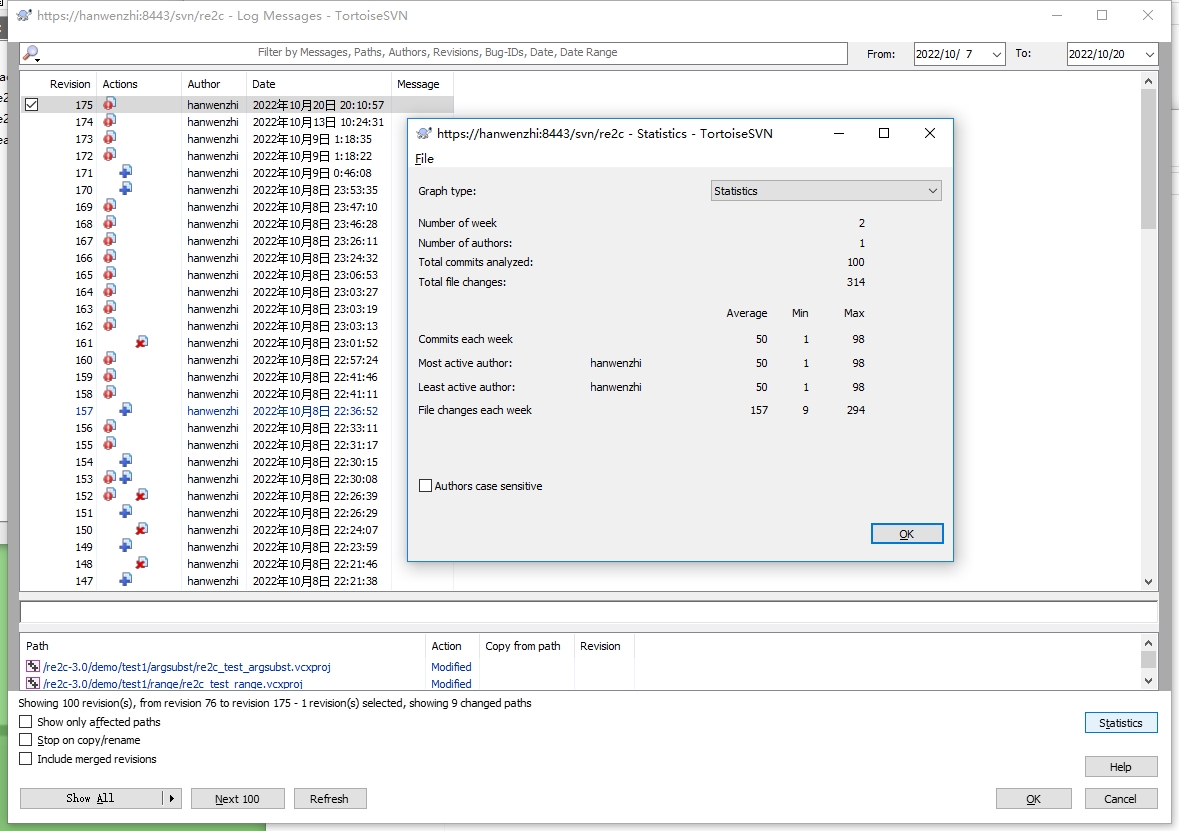 https://hanwenzhi:8443/svn/re2c - Log Messages - TortoiseSVN
Filter by Messages, Paths, Authors, Revisions, Bug-IDs, Date, Date Range From: 2022/10/ 7 To: 2022/10/20
Revision Actions Author Date Message
175 hanwenzhi 2022年10月20日 20:10:57
174 hanwenzhi 2022年10月13日 10:24:31
173 hanwenzhi 2022年10月9日 1:18:35
172 hanwenzhi 2022年10月9日 1:18:22
171 hanwenzhi 2022年10月9日 0:46:08
170 hanwenzhi 2022年10月8日 23:53:35
169 hanwenzhi 2022年10月8日 23:47:10
168 hanwenzhi 2022年10月8日 23:46:28
167 hanwenzhi 2022年10月8日 23:26:11
166 hanwenzhi 2022年10月8日 23:24:32
165 hanwenzhi 2022年10月8日 23:06:53
164 hanwenzhi 2022年10月8日 23:03:27
163 hanwenzhi 2022年10月8日 23:03:19
162 hanwenzhi 2022年10月8日 23:03:13
161 hanwenzhi 2022年10月8日 23:01:52
160 hanwenzhi 2022年10月8日 22:57:24
159 hanwenzhi 2022年10月8日 22:41:46
158 hanwenzhi 2022年10月8日 22:41:11
157 hanwenzhi 2022年10月8日 22:36:52
156 hanwenzhi 2022年10月8日 22:33:11
155 hanwenzhi 2022年10月8日 22:31:17
154 hanwenzhi 2022年10月8日 22:30:15
153 hanwenzhi 2022年10月8日 22:30:08
152 hanwenzhi 2022年10月8日 22:26:39
151 hanwenzhi 2022年10月8日 22:26:29
150 hanwenzhi 2022年10月8日 22:24:07
149 hanwenzhi 2022年10月8日 22:23:59
148 hanwenzhi 2022年10月8日 22:21:46
147 hanwenzhi 2022年10月8日 22:21:38
https://hanwenzhi:8443/svn/re2c - Statistics - TortoiseSVN
File
Graph type: Statistics
Number of week 2
Number of authors: 1
Total commits analyzed: 100
Total file changes: 314
Average Min Max
Commits each week 50 1 98
Most active author: hanwenzhi 50 1 98
Least active author: hanwenzhi 50 1 98
File changes each week 157 9 294
Authors case sensitive
OK
Path Action Copy from path Revision
/re2c-3.0/demo/test1/argsubst/re2c_test_argsubst.vcxproj Modified
/re2c-3.0/demo/test1/range/re2c_test_range.vcxproj Modified
Showing 100 revision(s), from revision 76 to revision 175 - 1 revision(s) selected, showing 9 changed paths
Show only affected paths
Statistics
Stop on copy/rename
Include merged revisions
Help
Show All Next 100 Refresh OK Cancel